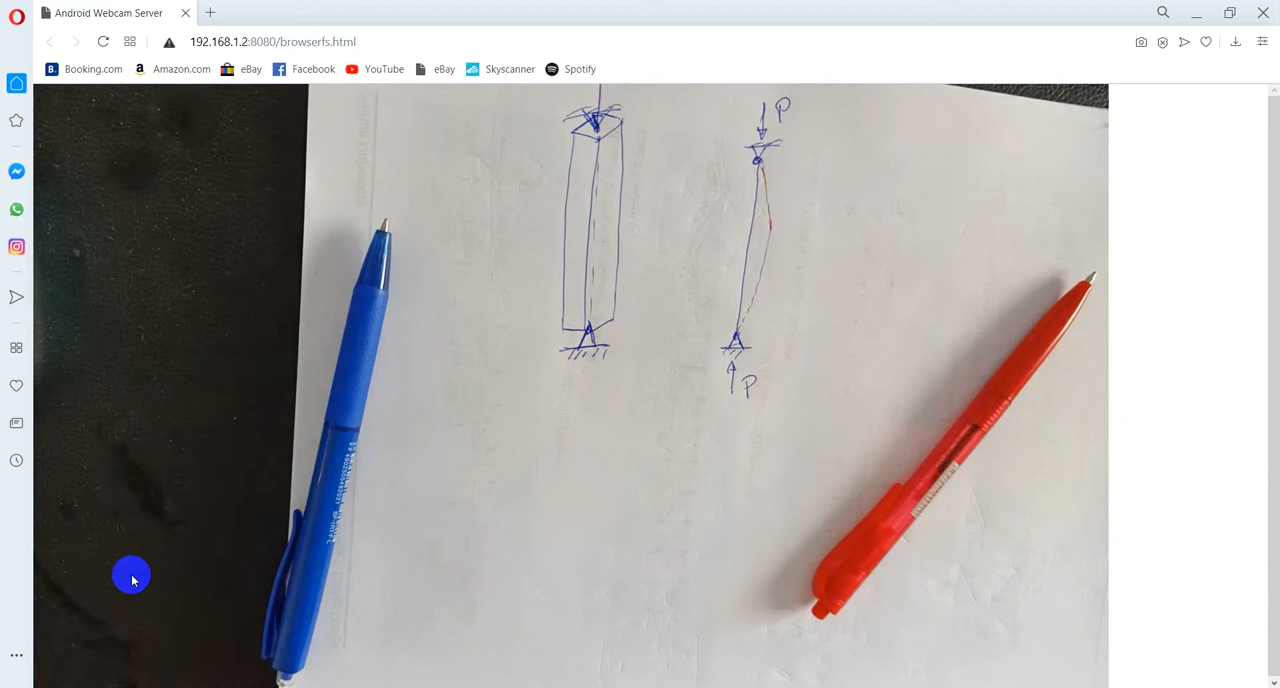 Android Webcam Server
192.168.1.2:8080/browserfs.html
B Booking.com
a Amazon.com
eBay
Facebook
YouTube
eBay
Skyscanner
Spotify
P
P